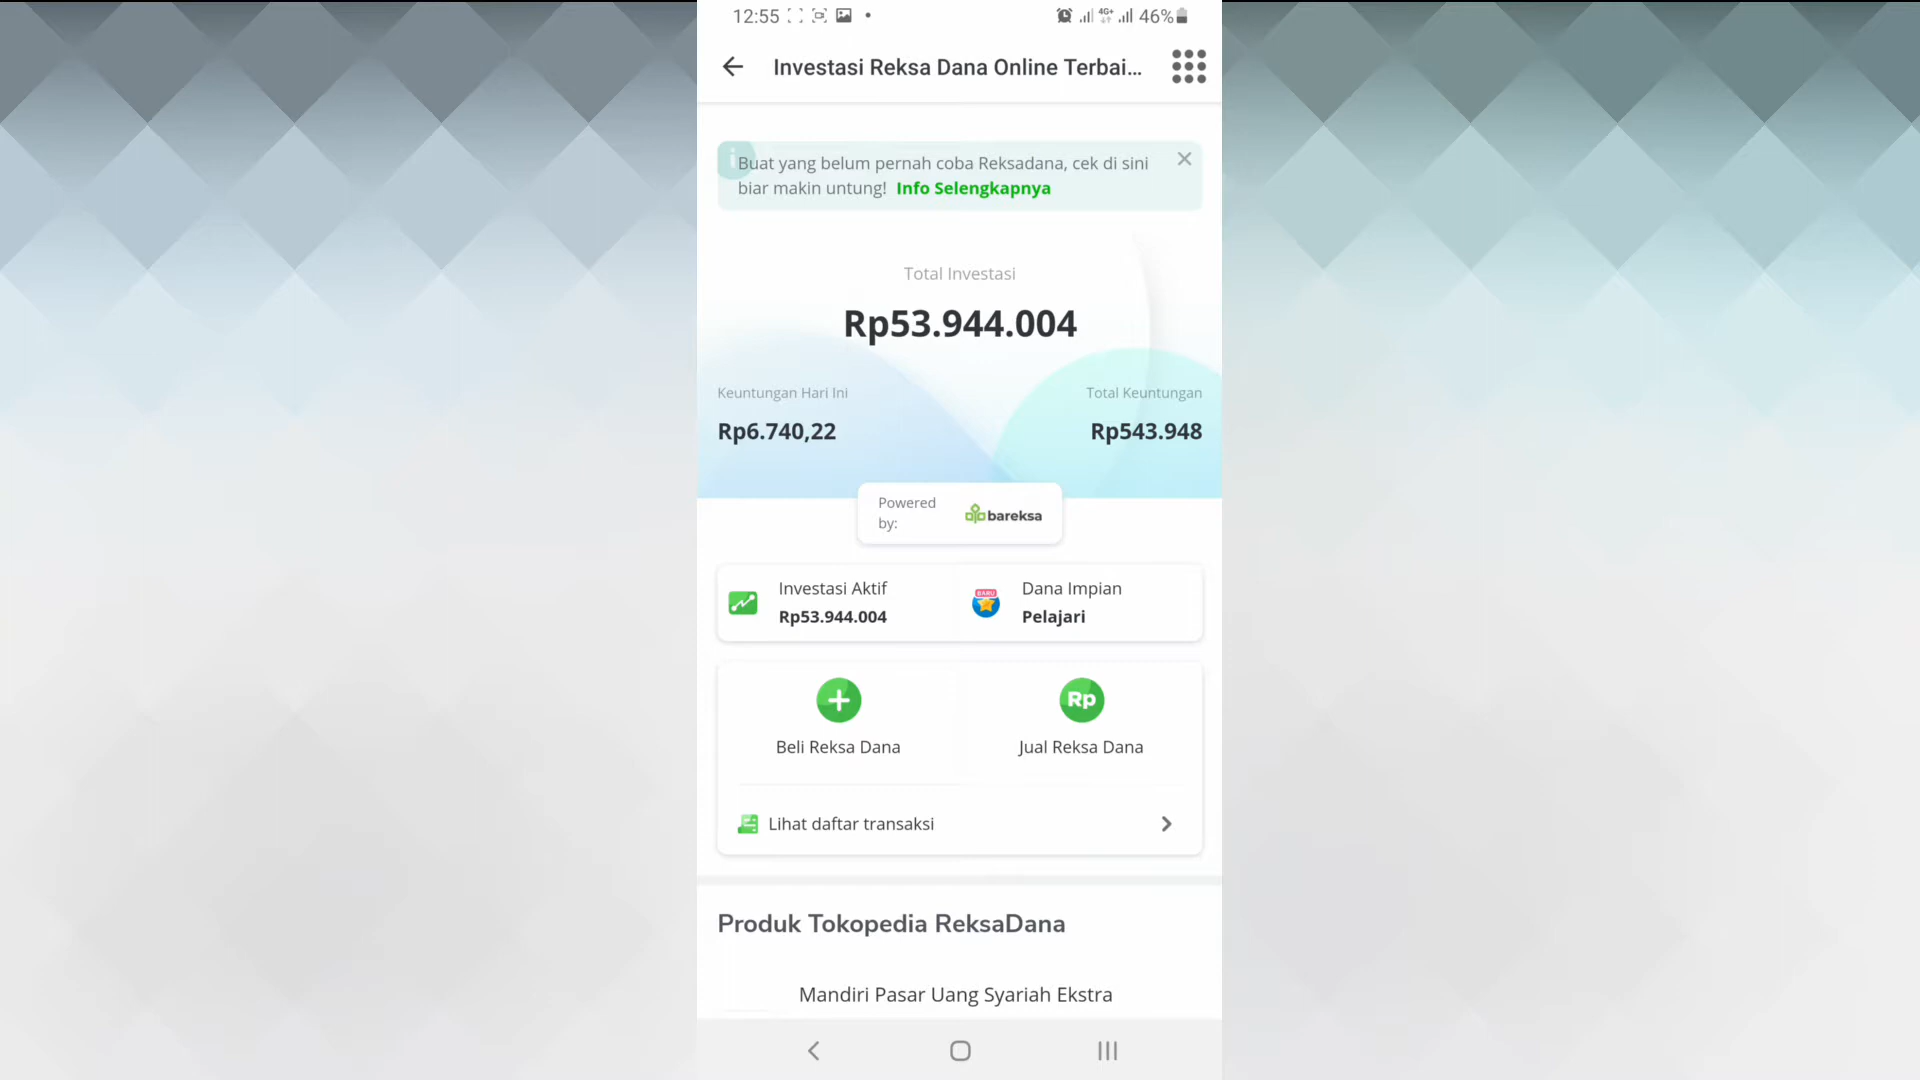 12:55 46%
4G+
Investasi Reksa Dana Online Terbai...
i
Buat yang belum pernah coba Reksadana, cek di sini
biar makin untung! Info Selengkapnya
Total Investasi
Rp53.944.004
Keuntungan Hari Ini Total Keuntungan
Rp6.740,22 Rp543.948
Powered
by:
bareksa
Investasi Aktif
Rp53.944.004
BARU
Dana Impian
Pelajari
Rp
Beli Reksa Dana Jual Reksa Dana
Lihat daftar transaksi
Produk Tokopedia ReksaDana
Mandiri Pasar Uang Syariah Ekstra